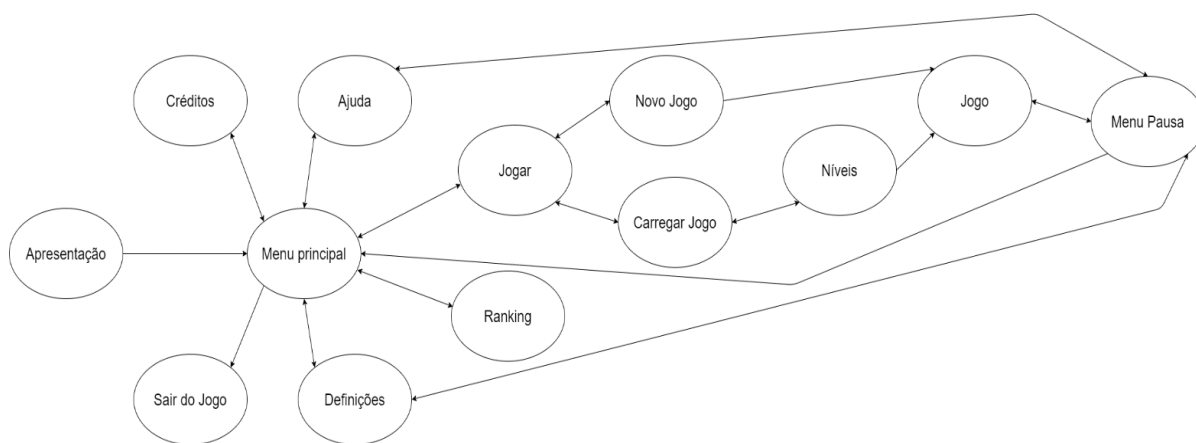 Créditos
Ajuda
Novo Jogo
Jogo
Menu Pausa
Jogar
Níveis
Carregar Jogo
Apresentação
Menu principal
Ranking
Sair do Jogo
Definições